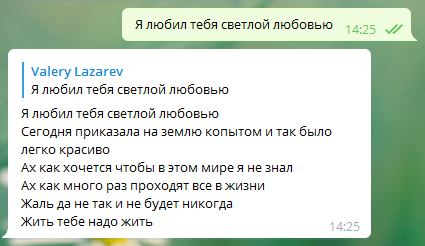 Я любил тебя светлой любовью
14:25
Valery Lazarev
Я любил тебя светлой любовью
Я любил тебя светлой любовью
Сегодня приказала на землю копытом и так было
легко красиво
Ах как хочется чтобы в этом мире я не знал
Ах как много раз проходят все в жизни
Жаль да не так и не будет никогда
Жить тебе надо жить
14:25